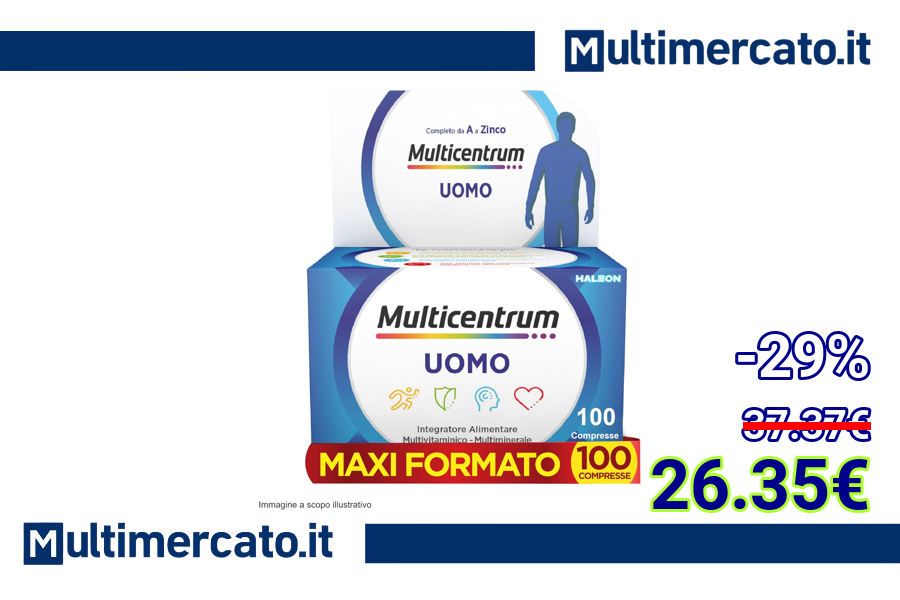 Multimercato.it
Completo da A a Zinco
Multicentrum
UOMO
HALEON
Multicentrum
UOMO
100
Compresse
Integratore Alimentare
Multivitaminico - Multiminerale
MAXI FORMATO
100
COMPRESSE
-29%
37.37€
26.35€
Immagine a scopo illustrativo
Multimercato.it